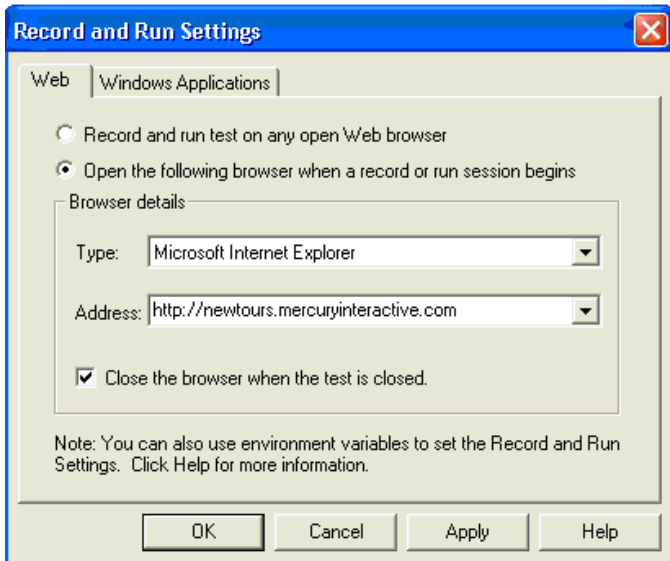 Record and Run Settings
Web
Windows Applications
Record and run test on any open Web browser
Open the following browser when a record or run session begins
Browser details
Type: Microsoft Internet Explorer
Address: http://newtours.mercuryinteractive.com
Close the browser when the test is closed.
Note: You can also use environment variables to set the Record and Run
Settings. Click Help for more information.
OK
Cancel
Apply
Help